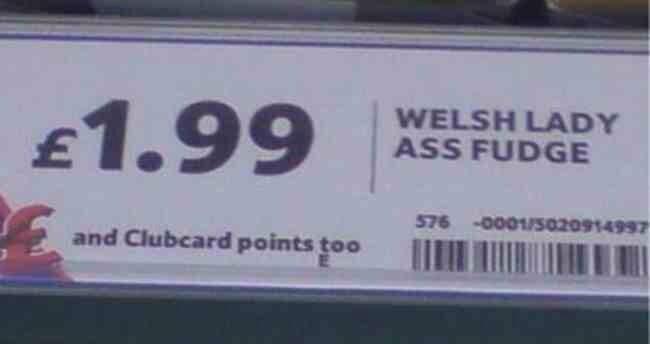 £1.99
WELSH LADY
ASS FUDGE
and Clubcard points too
E
576 -0001/5020914997